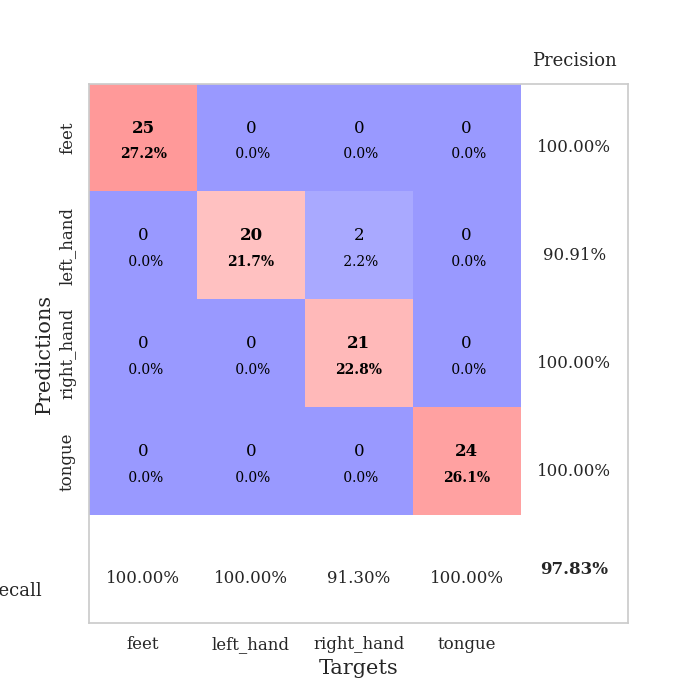 Precision
feet 25 0 0 0 100.00%
27.2% 0.0% 0.0% 0.0%
left_hand 0 20 2 0 90.91%
0.0% 21.7% 2.2% 0.0%
right_hand 0 0 21 0 100.00%
0.0% 0.0% 22.8% 0.0%
tongue 0 0 0 24 100.00%
0.0% 0.0% 0.0% 26.1%
Predictions
ecall 100.00% 100.00% 91.30% 100.00% 97.83%
feet left_hand right_hand tongue
Targets